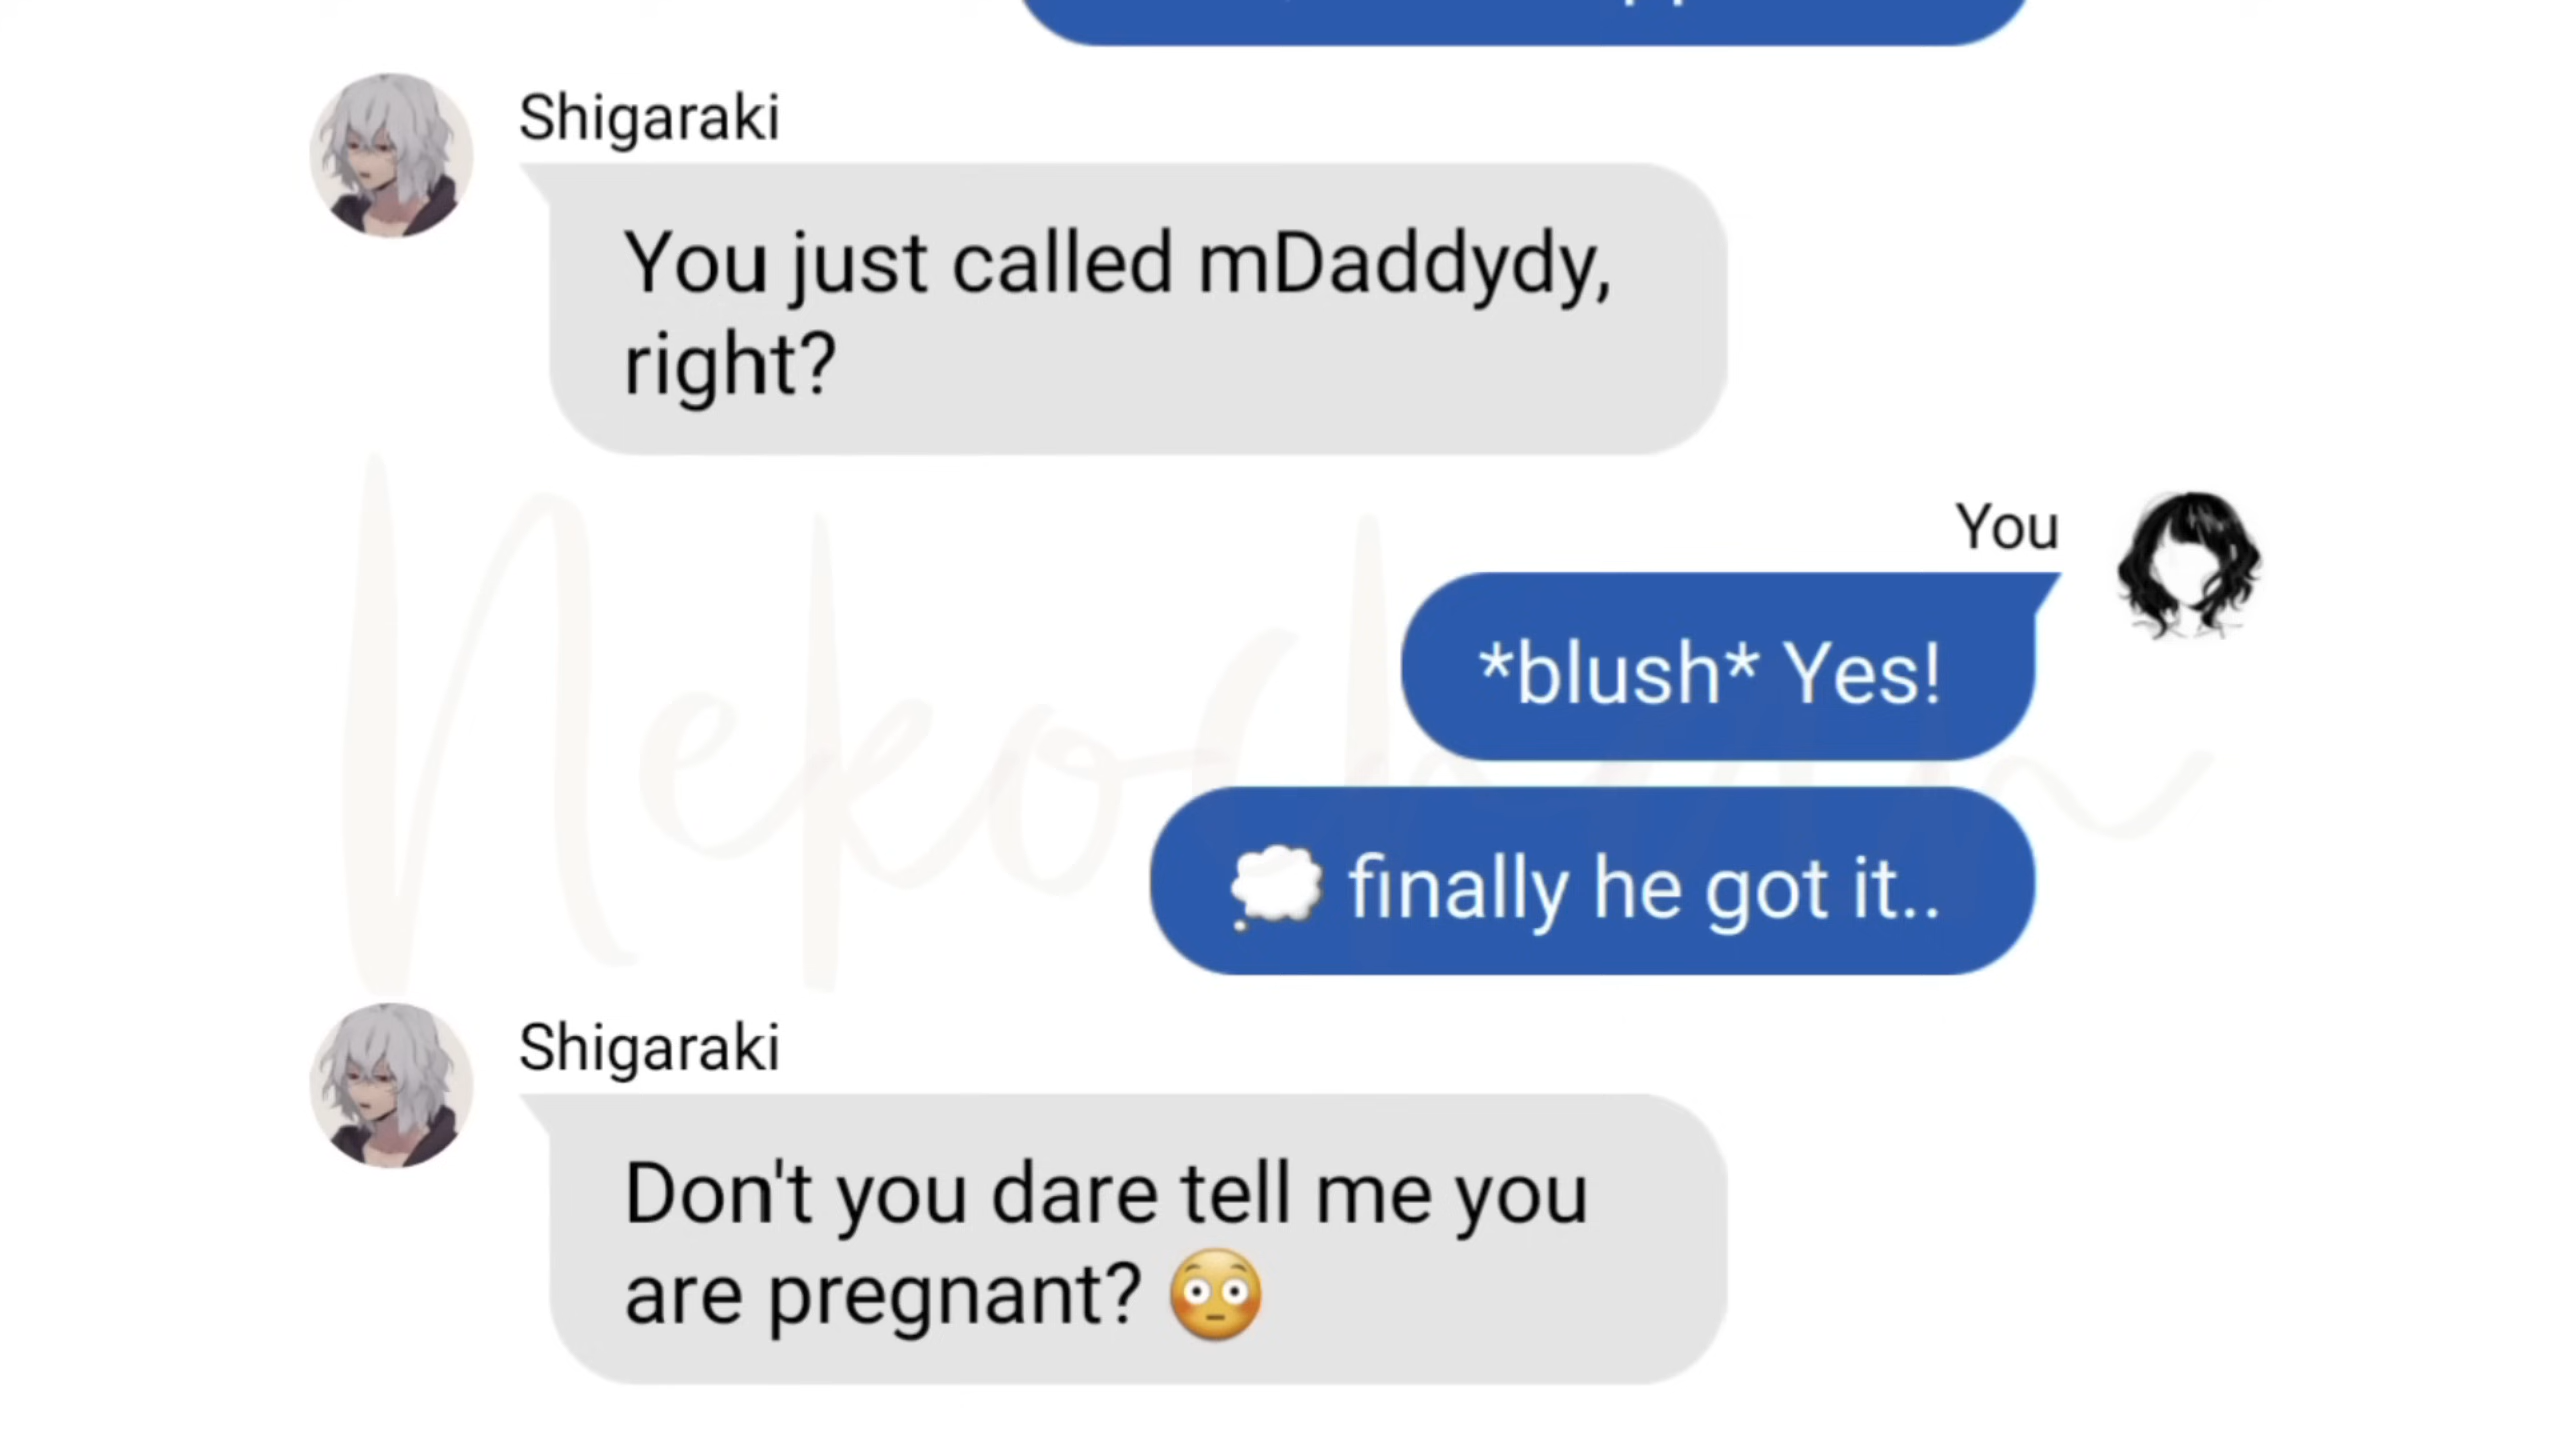 Shigaraki
You just called mDaddydy,
right?
You
*blush* Yes!
💭 finally he got it..
Shigaraki
Don't you dare tell me you
are pregnant? 😳